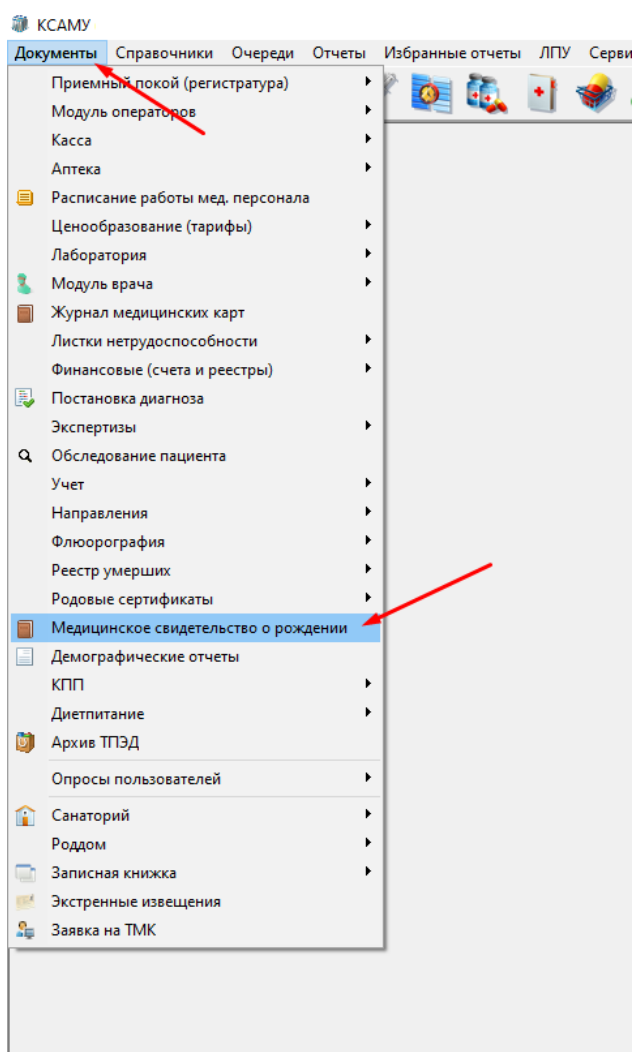 КСАМУ
Документы Справочники Очереди Отчеты Избранные отчеты ЛПУ Серви
Приемный покой (регистратура)
Модуль операторов
Касса
Аптека
Расписание работы мед. персонала
Ценообразование (тарифы)
Лаборатория
Модуль врача
Журнал медицинских карт
Листки нетрудоспособности
Финансовые (счета и реестры)
Постановка диагноза
Экспертизы
Обследование пациента
Учет
Направления
Флюорография
Реестр умерших
Родовые сертификаты
Медицинское свидетельство о рождении
Демографические отчеты
КПП
Диетпитание
Архив ТПЭД
Опросы пользователей
Санаторий
Роддом
Записная книжка
Экстренные извещения
Заявка на ТМК